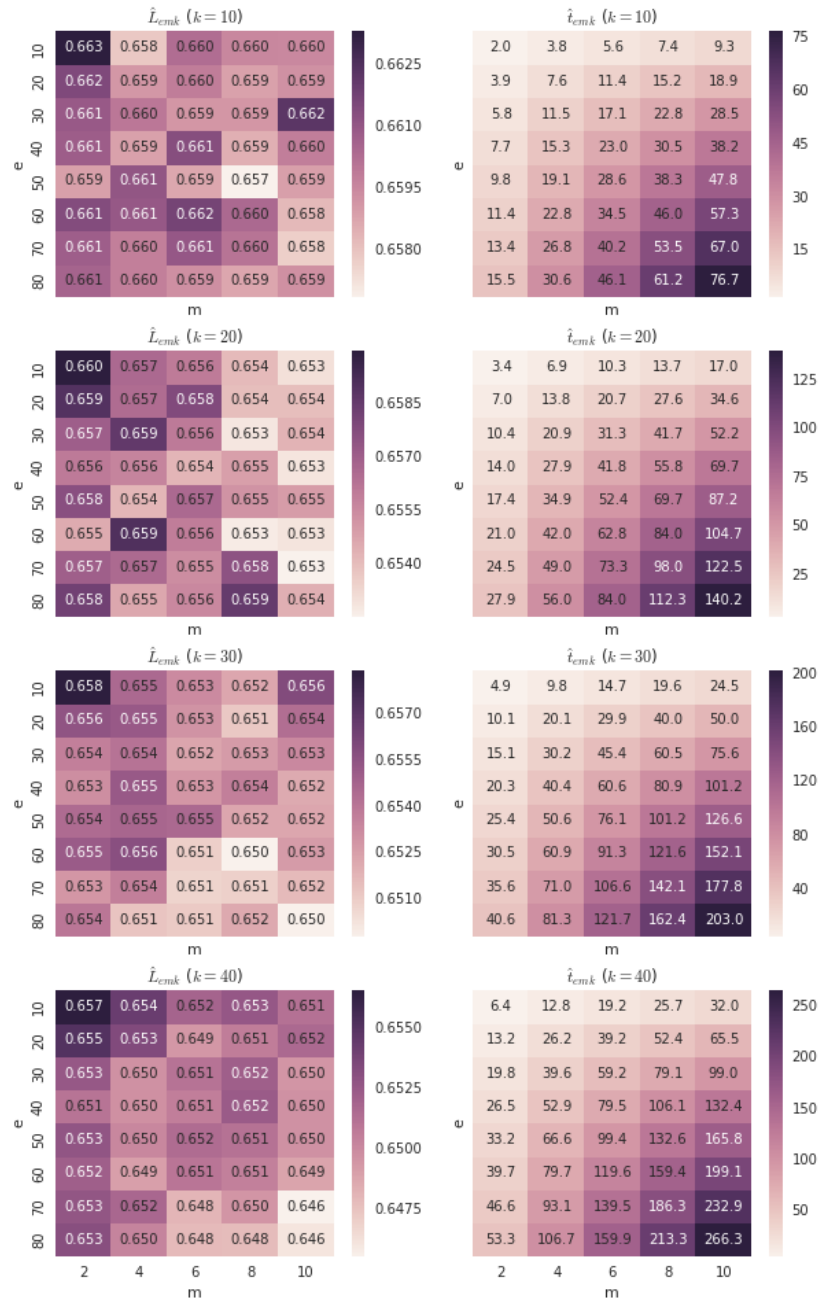 L̂emk (k = 10)
t̂emk (k = 10)
10 0.663 0.658 0.660 0.660 0.660 0.6625 2.0 3.8 5.6 7.4 9.3 75
20 0.662 0.659 0.660 0.659 0.659 3.9 7.6 11.4 15.2 18.9 60
30 0.661 0.660 0.659 0.659 0.662 0.6610 5.8 11.5 17.1 22.8 28.5
40 0.661 0.659 0.661 0.659 0.660 7.7 15.3 23.0 30.5 38.2 45
e e
50 0.659 0.661 0.659 0.657 0.659 0.6595 9.8 19.1 28.6 38.3 47.8 30
60 0.661 0.661 0.662 0.660 0.658 11.4 22.8 34.5 46.0 57.3
70 0.661 0.660 0.661 0.660 0.658 0.6580 13.4 26.8 40.2 53.5 67.0 15
80 0.661 0.660 0.659 0.659 0.659 15.5 30.6 46.1 61.2 76.7
m m
L̂emk (k = 20)
t̂emk (k = 20)
10 0.660 0.657 0.656 0.654 0.653 3.4 6.9 10.3 13.7 17.0 125
20 0.659 0.657 0.658 0.654 0.654 0.6585 7.0 13.8 20.7 27.6 34.6
30 0.657 0.659 0.656 0.653 0.654 0.6570 10.4 20.9 31.3 41.7 52.2 100
40 0.656 0.656 0.654 0.655 0.653 14.0 27.9 41.8 55.8 69.7 75
e e
50 0.658 0.654 0.657 0.655 0.655 0.6555 17.4 34.9 52.4 69.7 87.2
60 0.655 0.659 0.656 0.653 0.653 21.0 42.0 62.8 84.0 104.7 50
70 0.657 0.657 0.655 0.658 0.653 0.6540 24.5 49.0 73.3 98.0 122.5 25
80 0.658 0.655 0.656 0.659 0.654 27.9 56.0 84.0 112.3 140.2
m m
L̂emk (k = 30)
t̂emk (k = 30)
10 0.658 0.655 0.653 0.652 0.656 4.9 9.8 14.7 19.6 24.5 200
20 0.656 0.655 0.653 0.651 0.654 0.6570 10.1 20.1 29.9 40.0 50.0 160
30 0.654 0.654 0.652 0.653 0.653 0.6555 15.1 30.2 45.4 60.5 75.6
40 0.653 0.655 0.653 0.654 0.652 20.3 40.4 60.6 80.9 101.2 120
e e
50 0.654 0.655 0.655 0.652 0.652 0.6540 25.4 50.6 76.1 101.2 126.6
60 0.655 0.656 0.651 0.650 0.653 0.6525 30.5 60.9 91.3 121.6 152.1 80
70 0.653 0.654 0.651 0.651 0.652 0.6510 35.6 71.0 106.6 142.1 177.8 40
80 0.654 0.651 0.651 0.652 0.650 40.6 81.3 121.7 162.4 203.0
m m
L̂emk (k = 40)
t̂emk (k = 40)
10 0.657 0.654 0.652 0.653 0.651 6.4 12.8 19.2 25.7 32.0 250
20 0.655 0.653 0.649 0.651 0.652 0.6550 13.2 26.2 39.2 52.4 65.5 200
30 0.653 0.650 0.651 0.652 0.650 0.6525 19.8 39.6 59.2 79.1 99.0
40 0.651 0.650 0.651 0.652 0.650 26.5 52.9 79.5 106.1 132.4 150
e e
50 0.653 0.650 0.652 0.651 0.650 0.6500 33.2 66.6 99.4 132.6 165.8
60 0.652 0.649 0.651 0.651 0.649 39.7 79.7 119.6 159.4 199.1 100
70 0.653 0.652 0.648 0.650 0.646 0.6475 46.6 93.1 139.5 186.3 232.9 50
80 0.653 0.650 0.648 0.648 0.646 53.3 106.7 159.9 213.3 266.3
2 4 6 8 10 2 4 6 8 10
m m